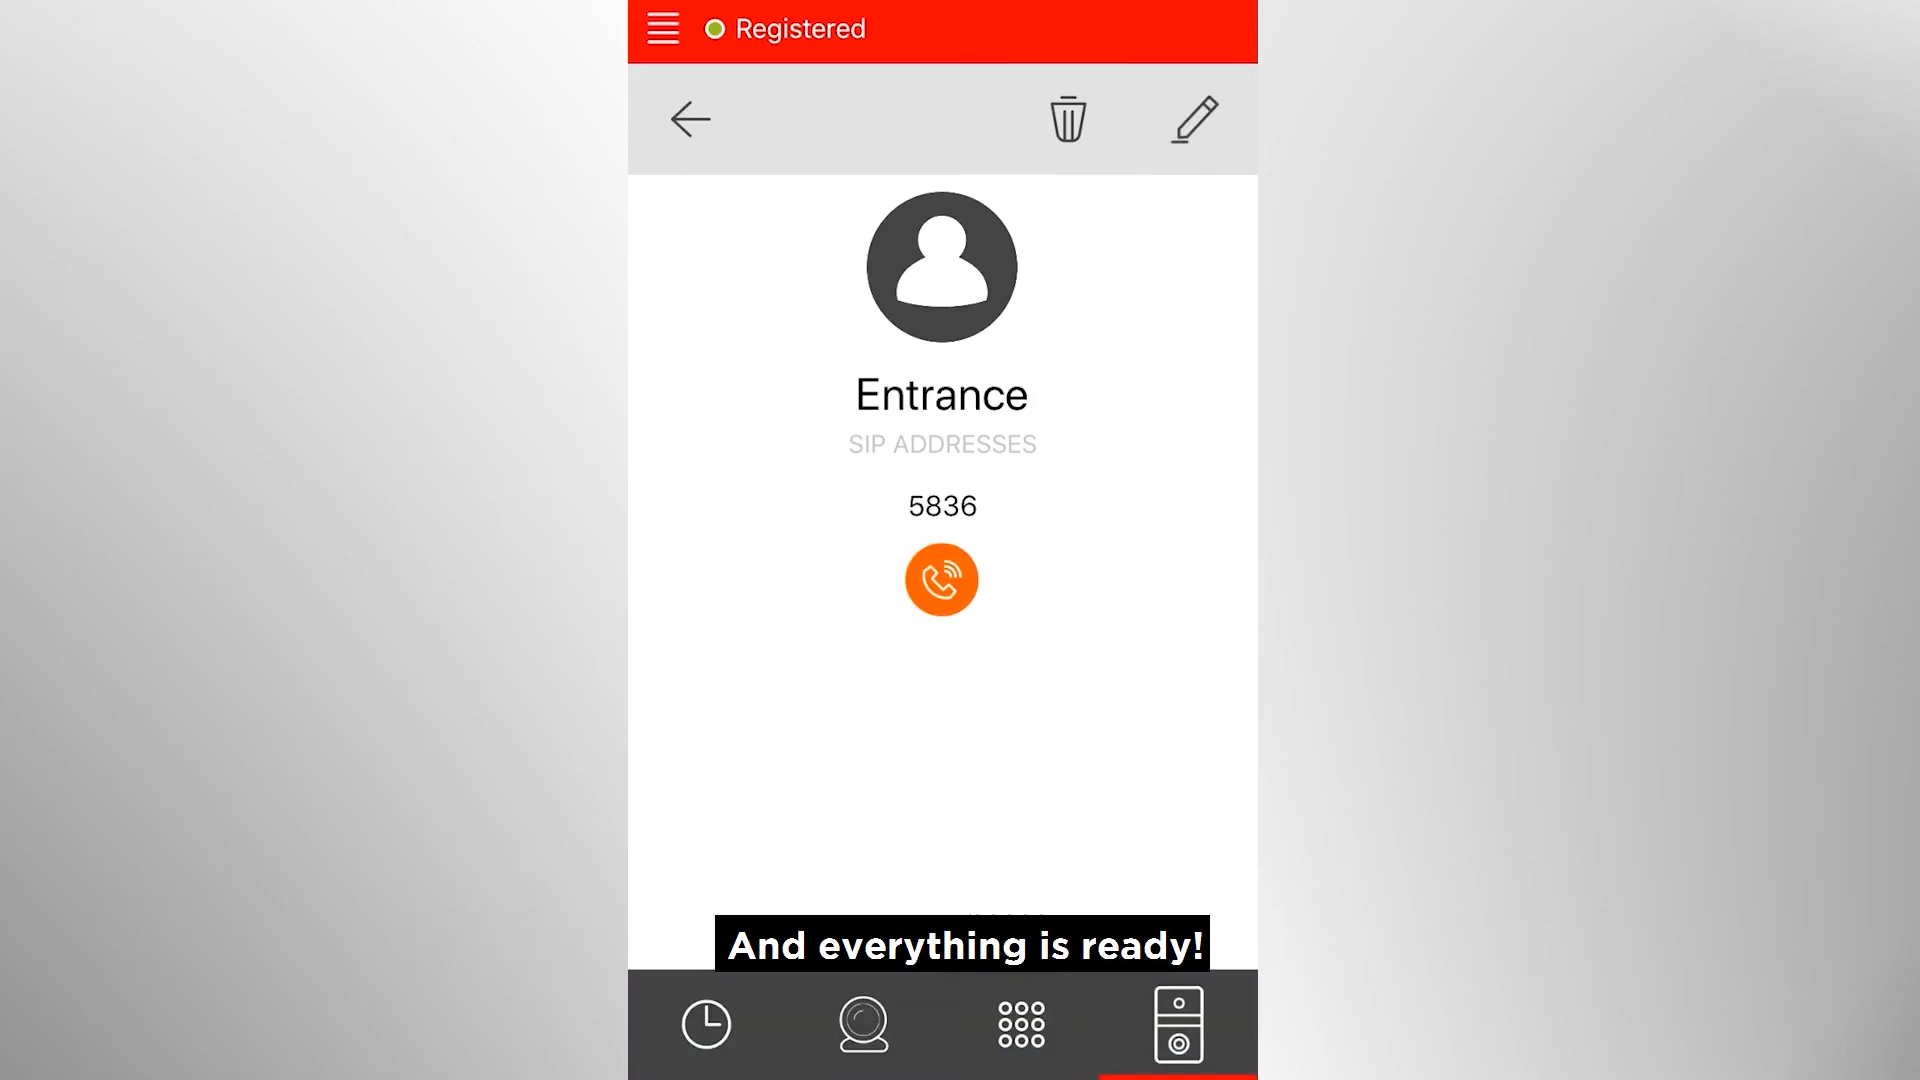 Registered
Entrance
SIP ADDRESSES
5836
And everything is ready!